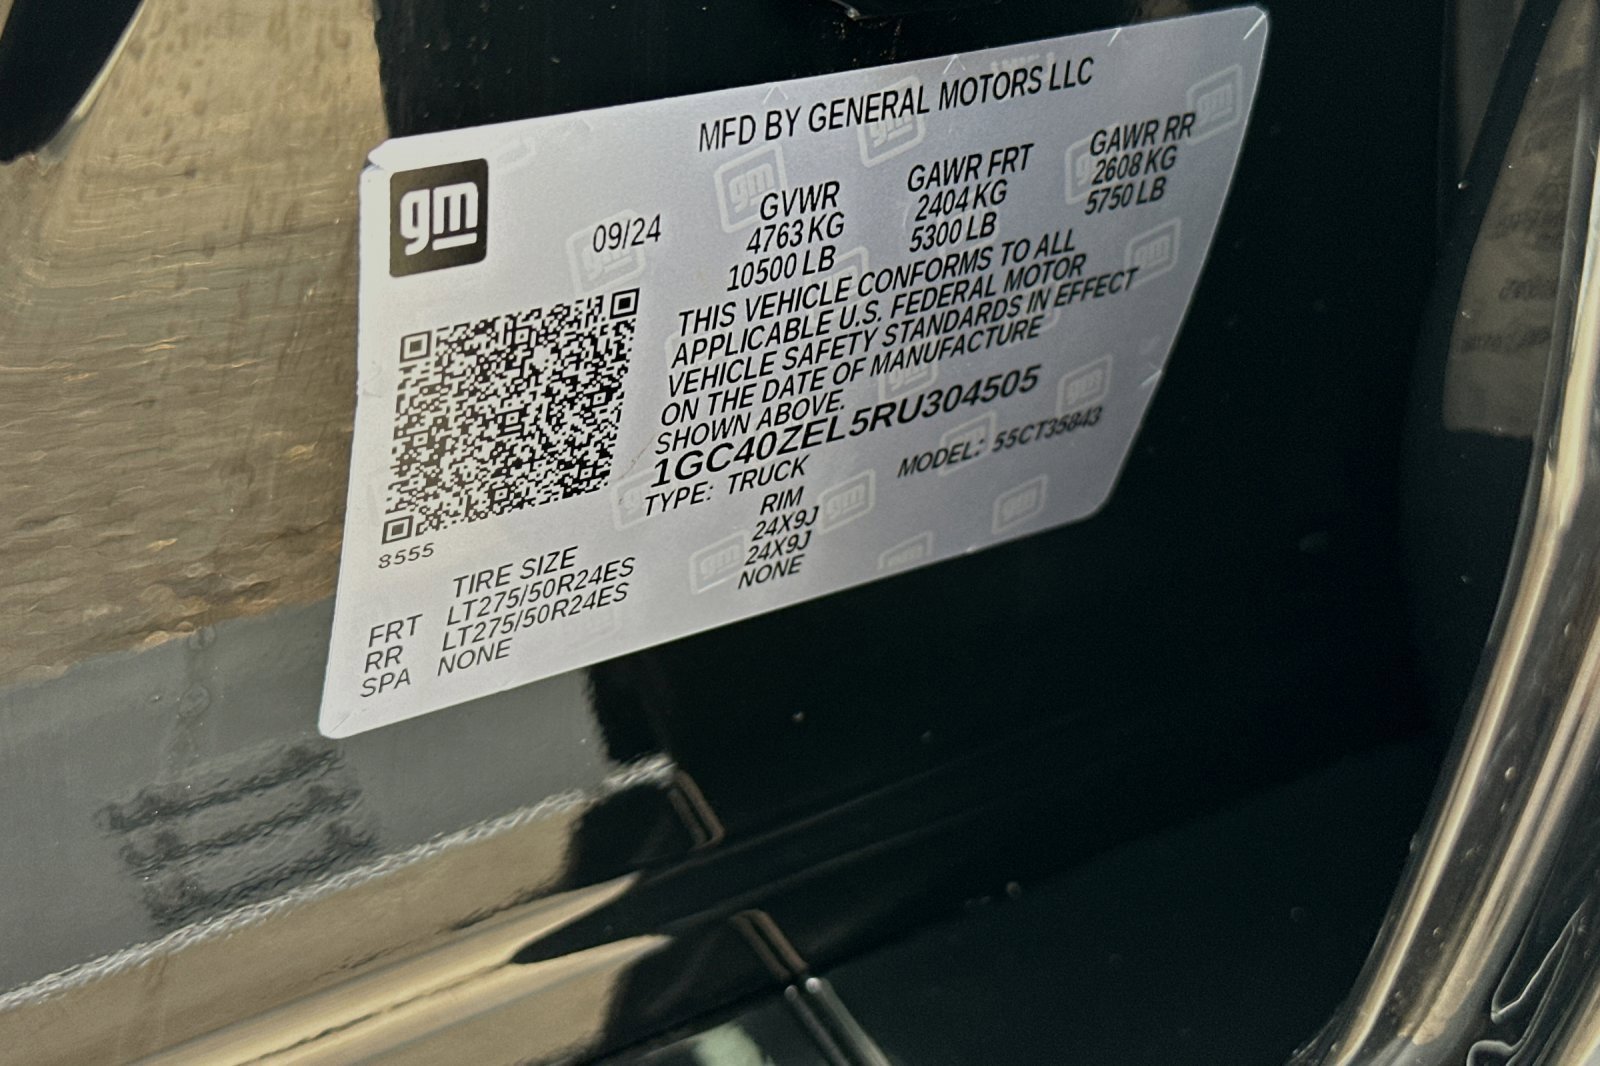 MFD BY GENERAL MOTORS LLC
gm
09/24
GVWR
4763 KG
10500 LB
GAWR FRT
2404 KG
5300 LB
GAWR RR
2608 KG
5750 LB
THIS VEHICLE CONFORMS TO ALL
APPLICABLE U.S. FEDERAL MOTOR
VEHICLE SAFETY STANDARDS IN EFFECT
ON THE DATE OF MANUFACTURE
SHOWN ABOVE.
1GC40ZEL5RU304505
TYPE: TRUCK
MODEL: 55CT35843
8555
TIRE SIZE
RIM
FRT LT275/50R24ES 24X9J
RR LT275/50R24ES 24X9J
SPA NONE NONE